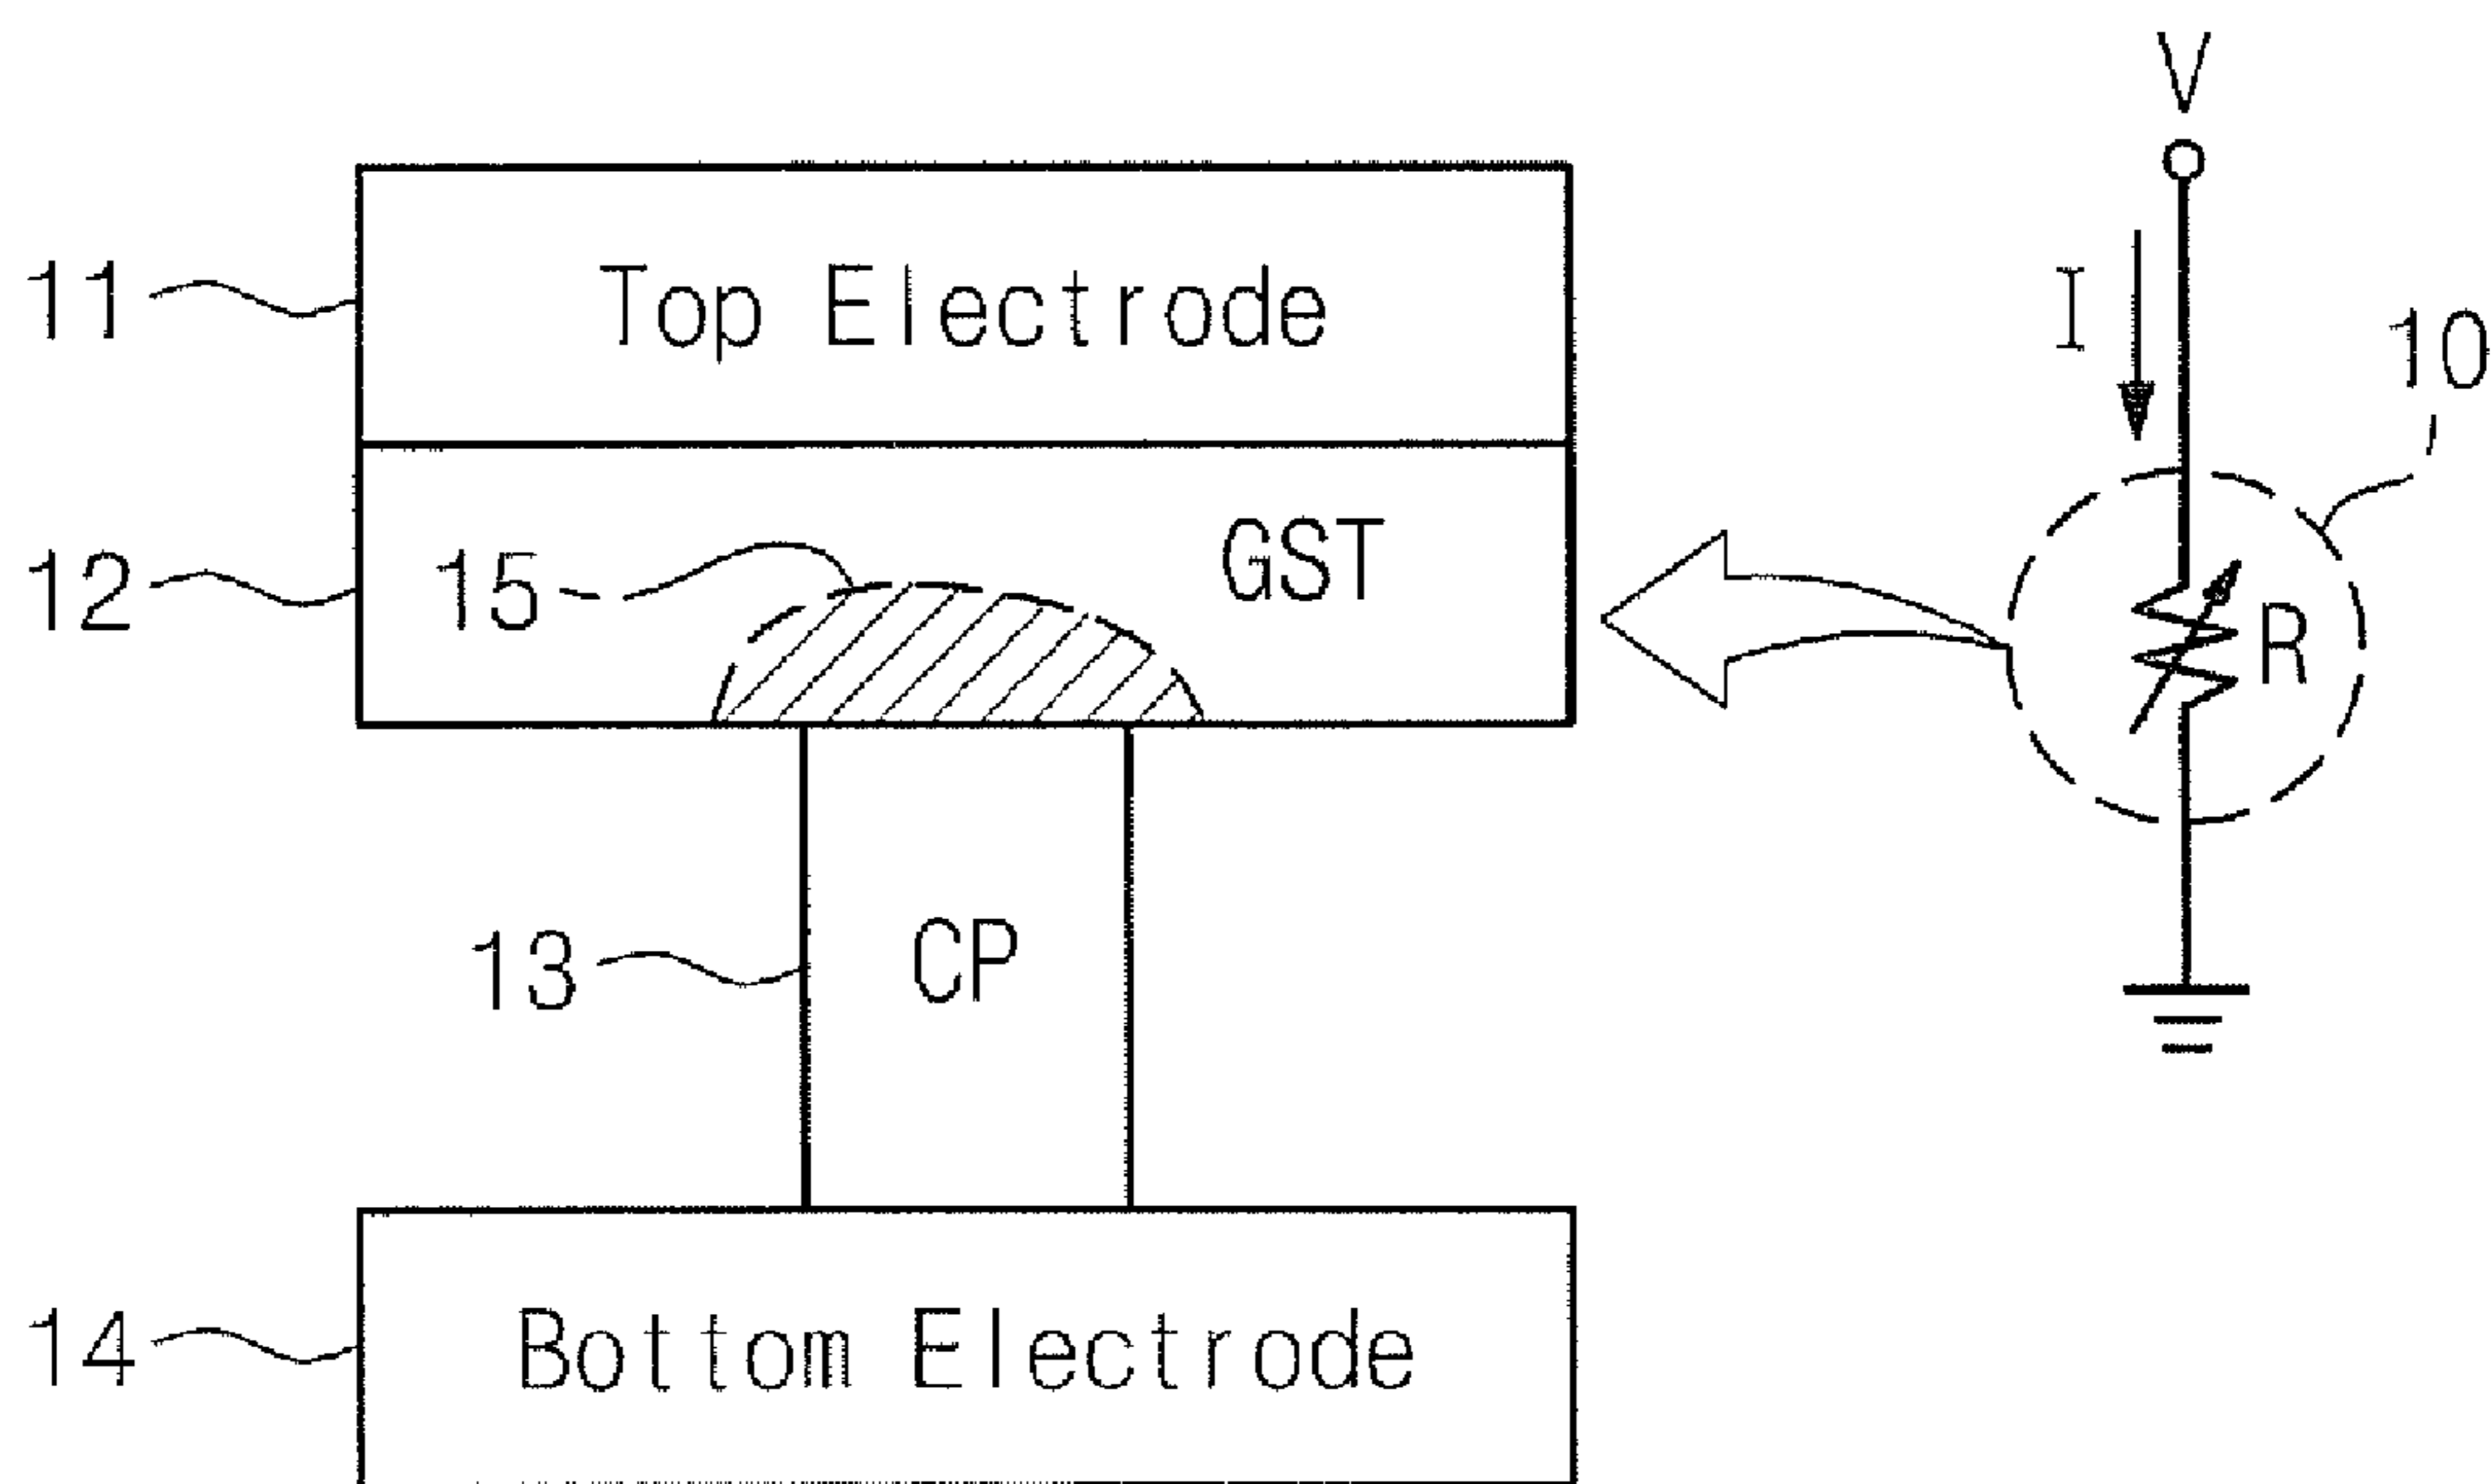 V
11
Top Electrode
I
10
12
15
GST
R
13
CP
14
Bottom Electrode